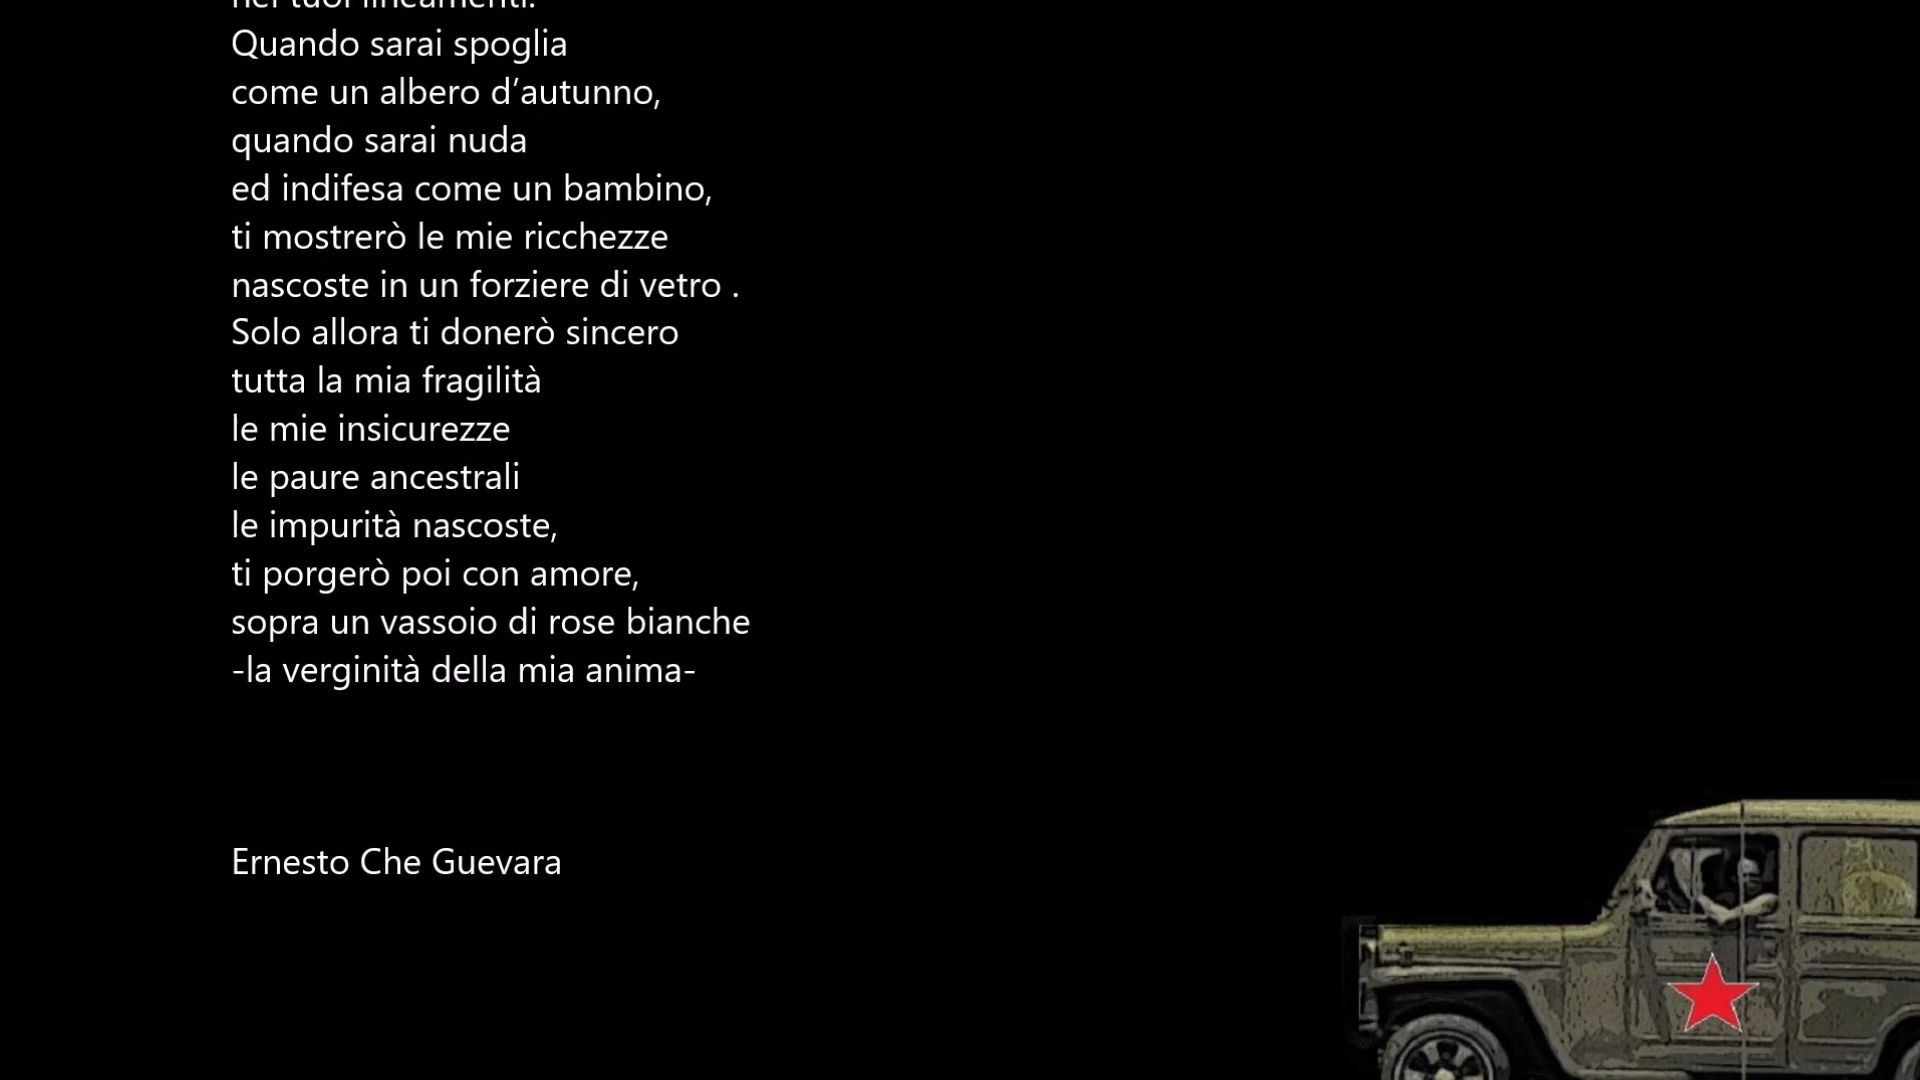 nei tuoi lineamenti.
Quando sarai spoglia
come un albero d’autunno,
quando sarai nuda
ed indifesa come un bambino,
ti mostrerò le mie ricchezze
nascoste in un forziere di vetro .
Solo allora ti donerò sincero
tutta la mia fragilità
le mie insicurezze
le paure ancestrali
le impurità nascoste,
ti porgerò poi con amore,
sopra un vassoio di rose bianche
-la verginità della mia anima-
Ernesto Che Guevara